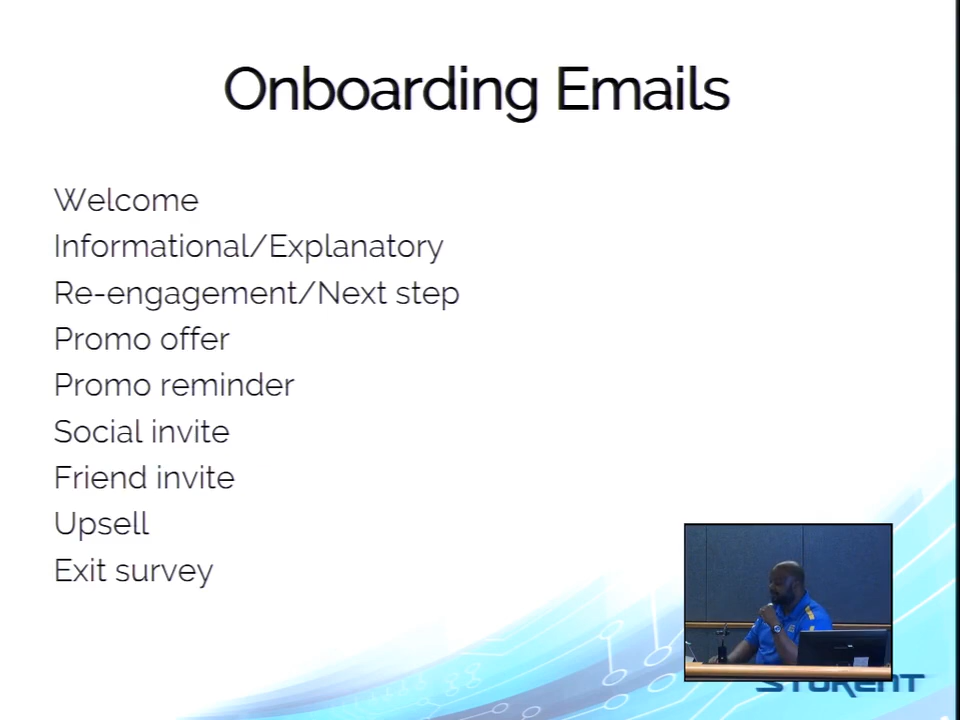 Onboarding Emails
Welcome
Informational/Explanatory
Re-engagement/Next step
Promo offer
Promo reminder
Social invite
Friend invite
Upsell
Exit survey
STUKENT